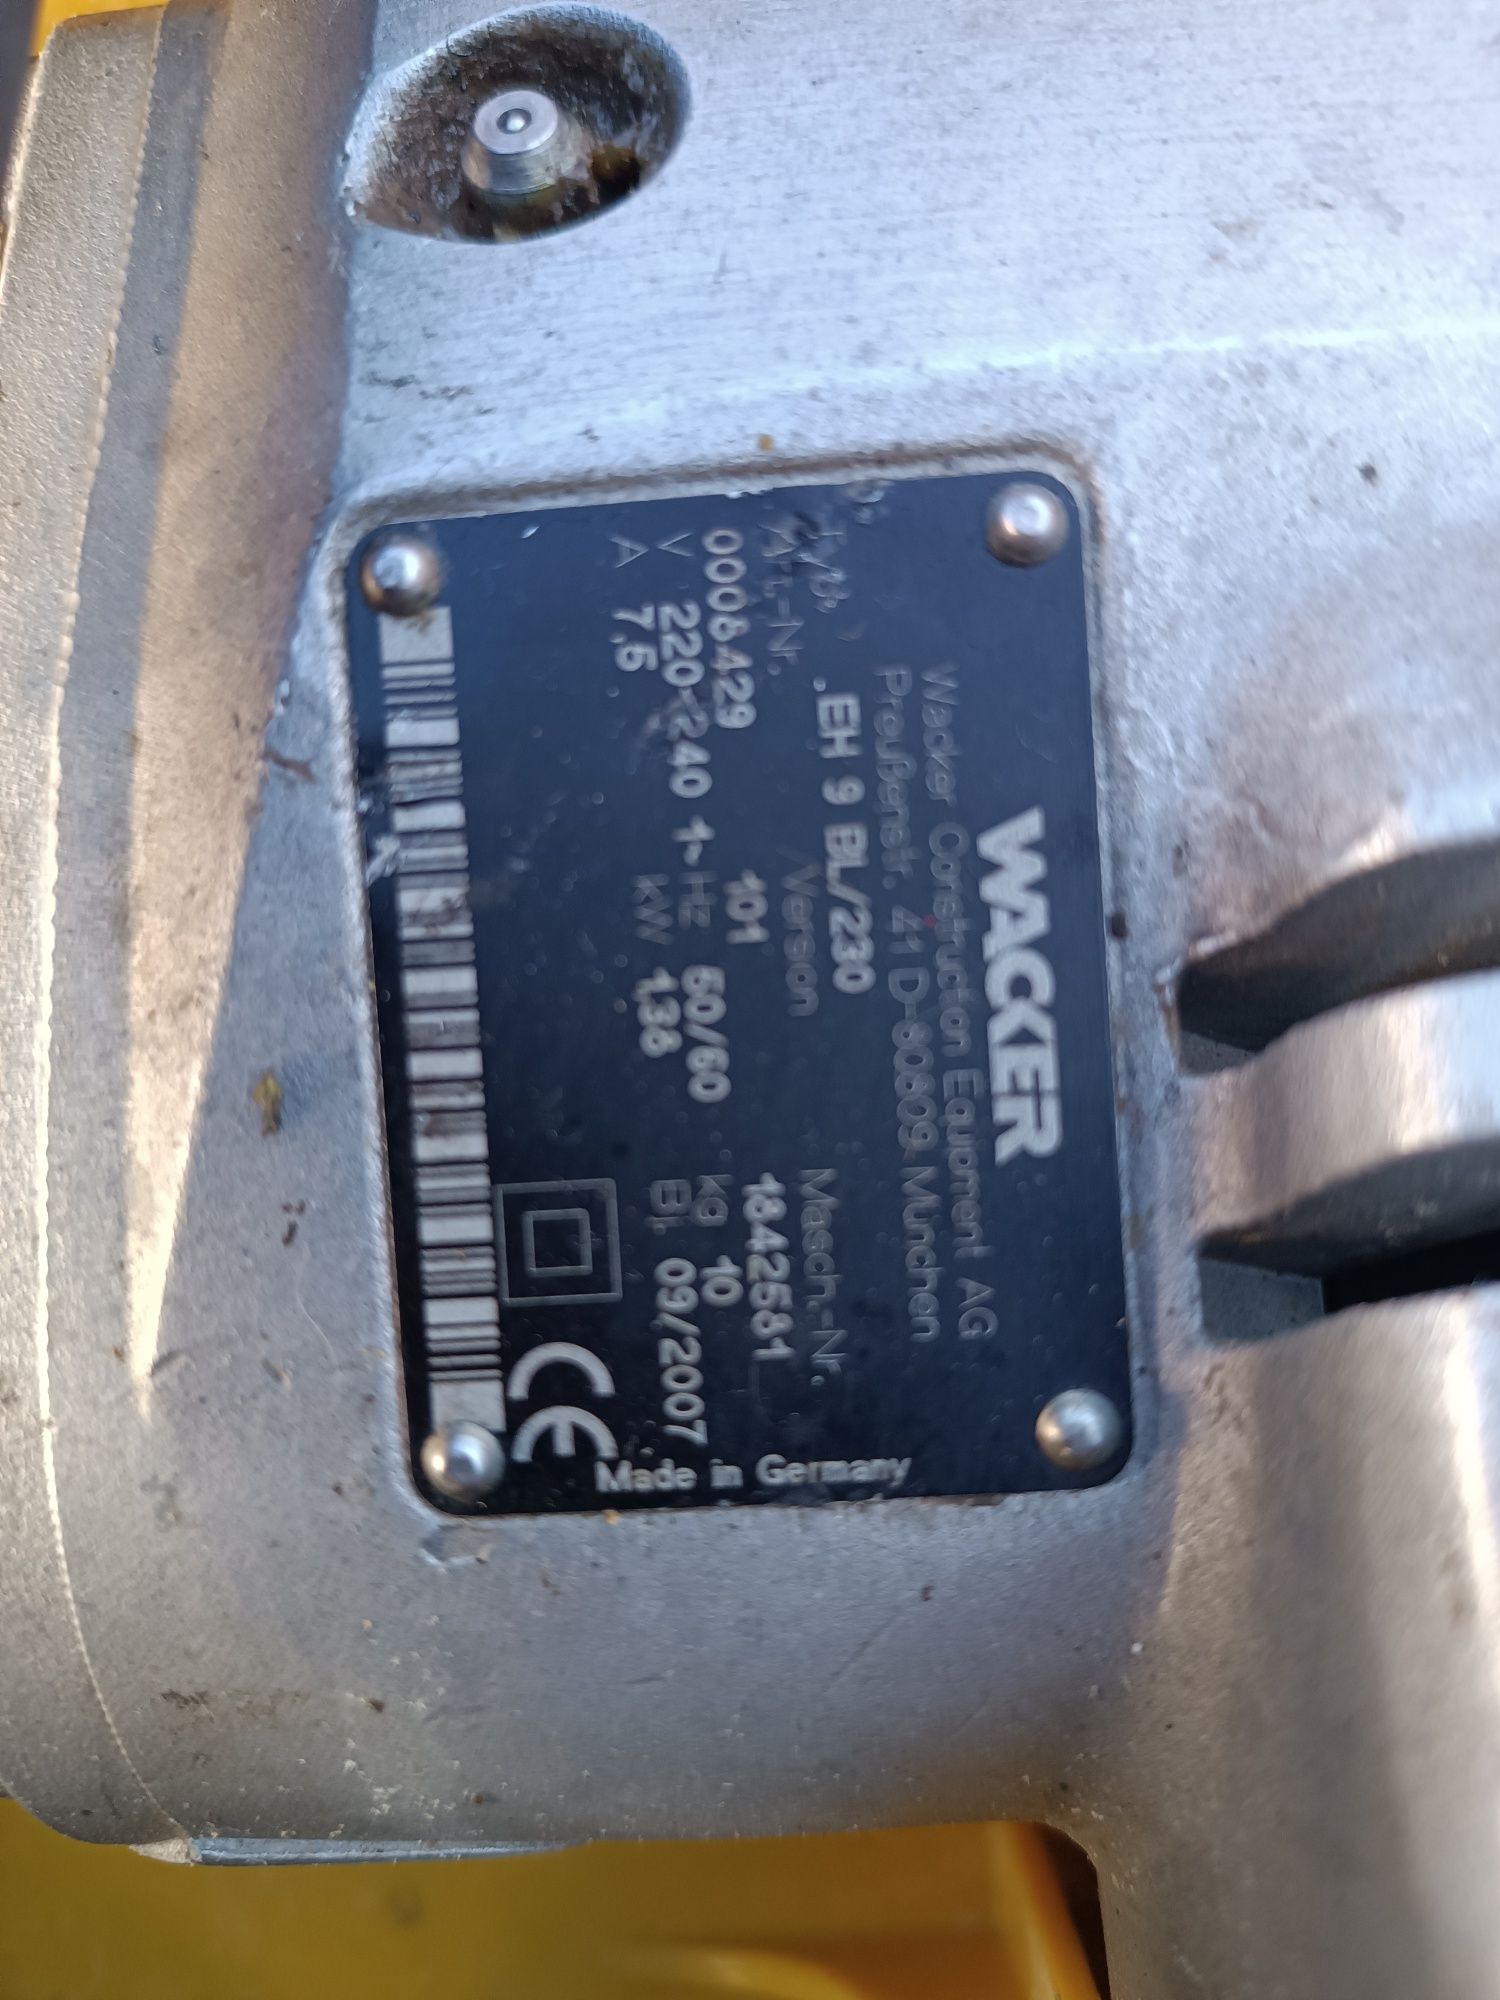 WACKER
Wacker Construction Equipment AG
Preußenstr. 41 D-80809 München
Typ EH 9 BL/230
Art.-Nr. Version Masch.-Nr.
0008429 101 1842581
V 220-240 1~ Hz 50/60 kg 10
A 7,5 kW 1,38 Bj. 09/2007
CE
Made in Germany